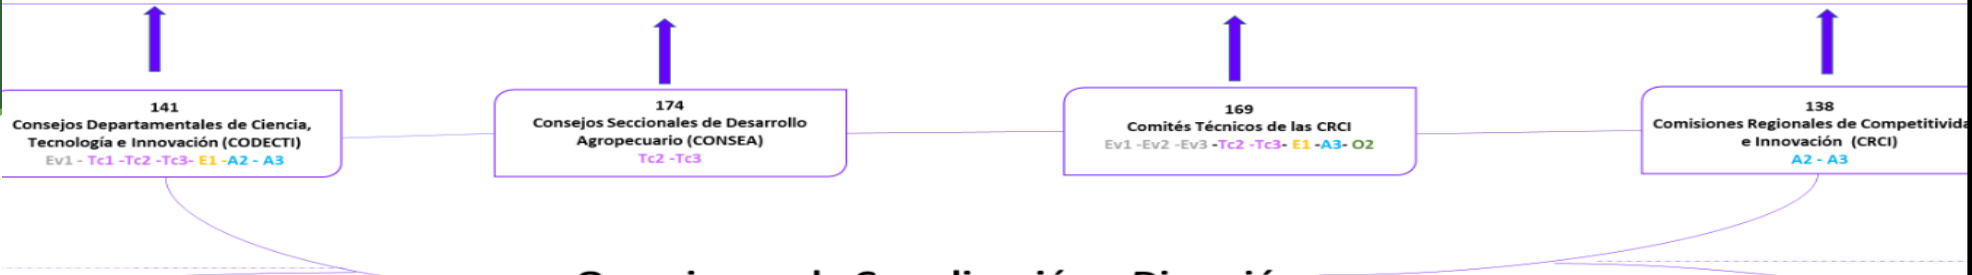 141
Consejos Departamentales de Ciencia,
Tecnología e Innovación (CODECTI)
Ev1 - Tc1 -Tc2 -Tc3- E1 -A2 - A3
174
Consejos Seccionales de Desarrollo
Agropecuario (CONSEA)
Tc2 -Tc3
169
Comités Técnicos de las CRCI
Ev1 -Ev2 -Ev3 -Tc2 -Tc3- E1 -A3- O2
138
Comisiones Regionales de Competitivida
e Innovación (CRCI)
A2 - A3